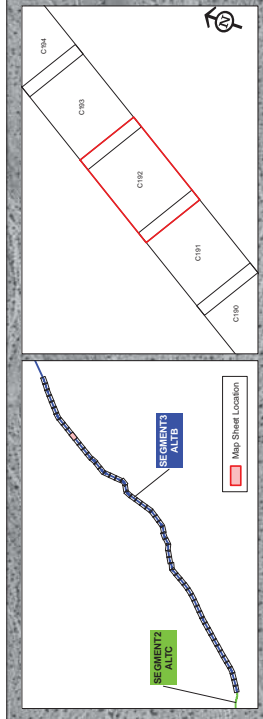 SEGMENT2
ALTC
SEGMENT3
ALTB
Map Sheet Location
C190
C191
C192
C193
C194
N